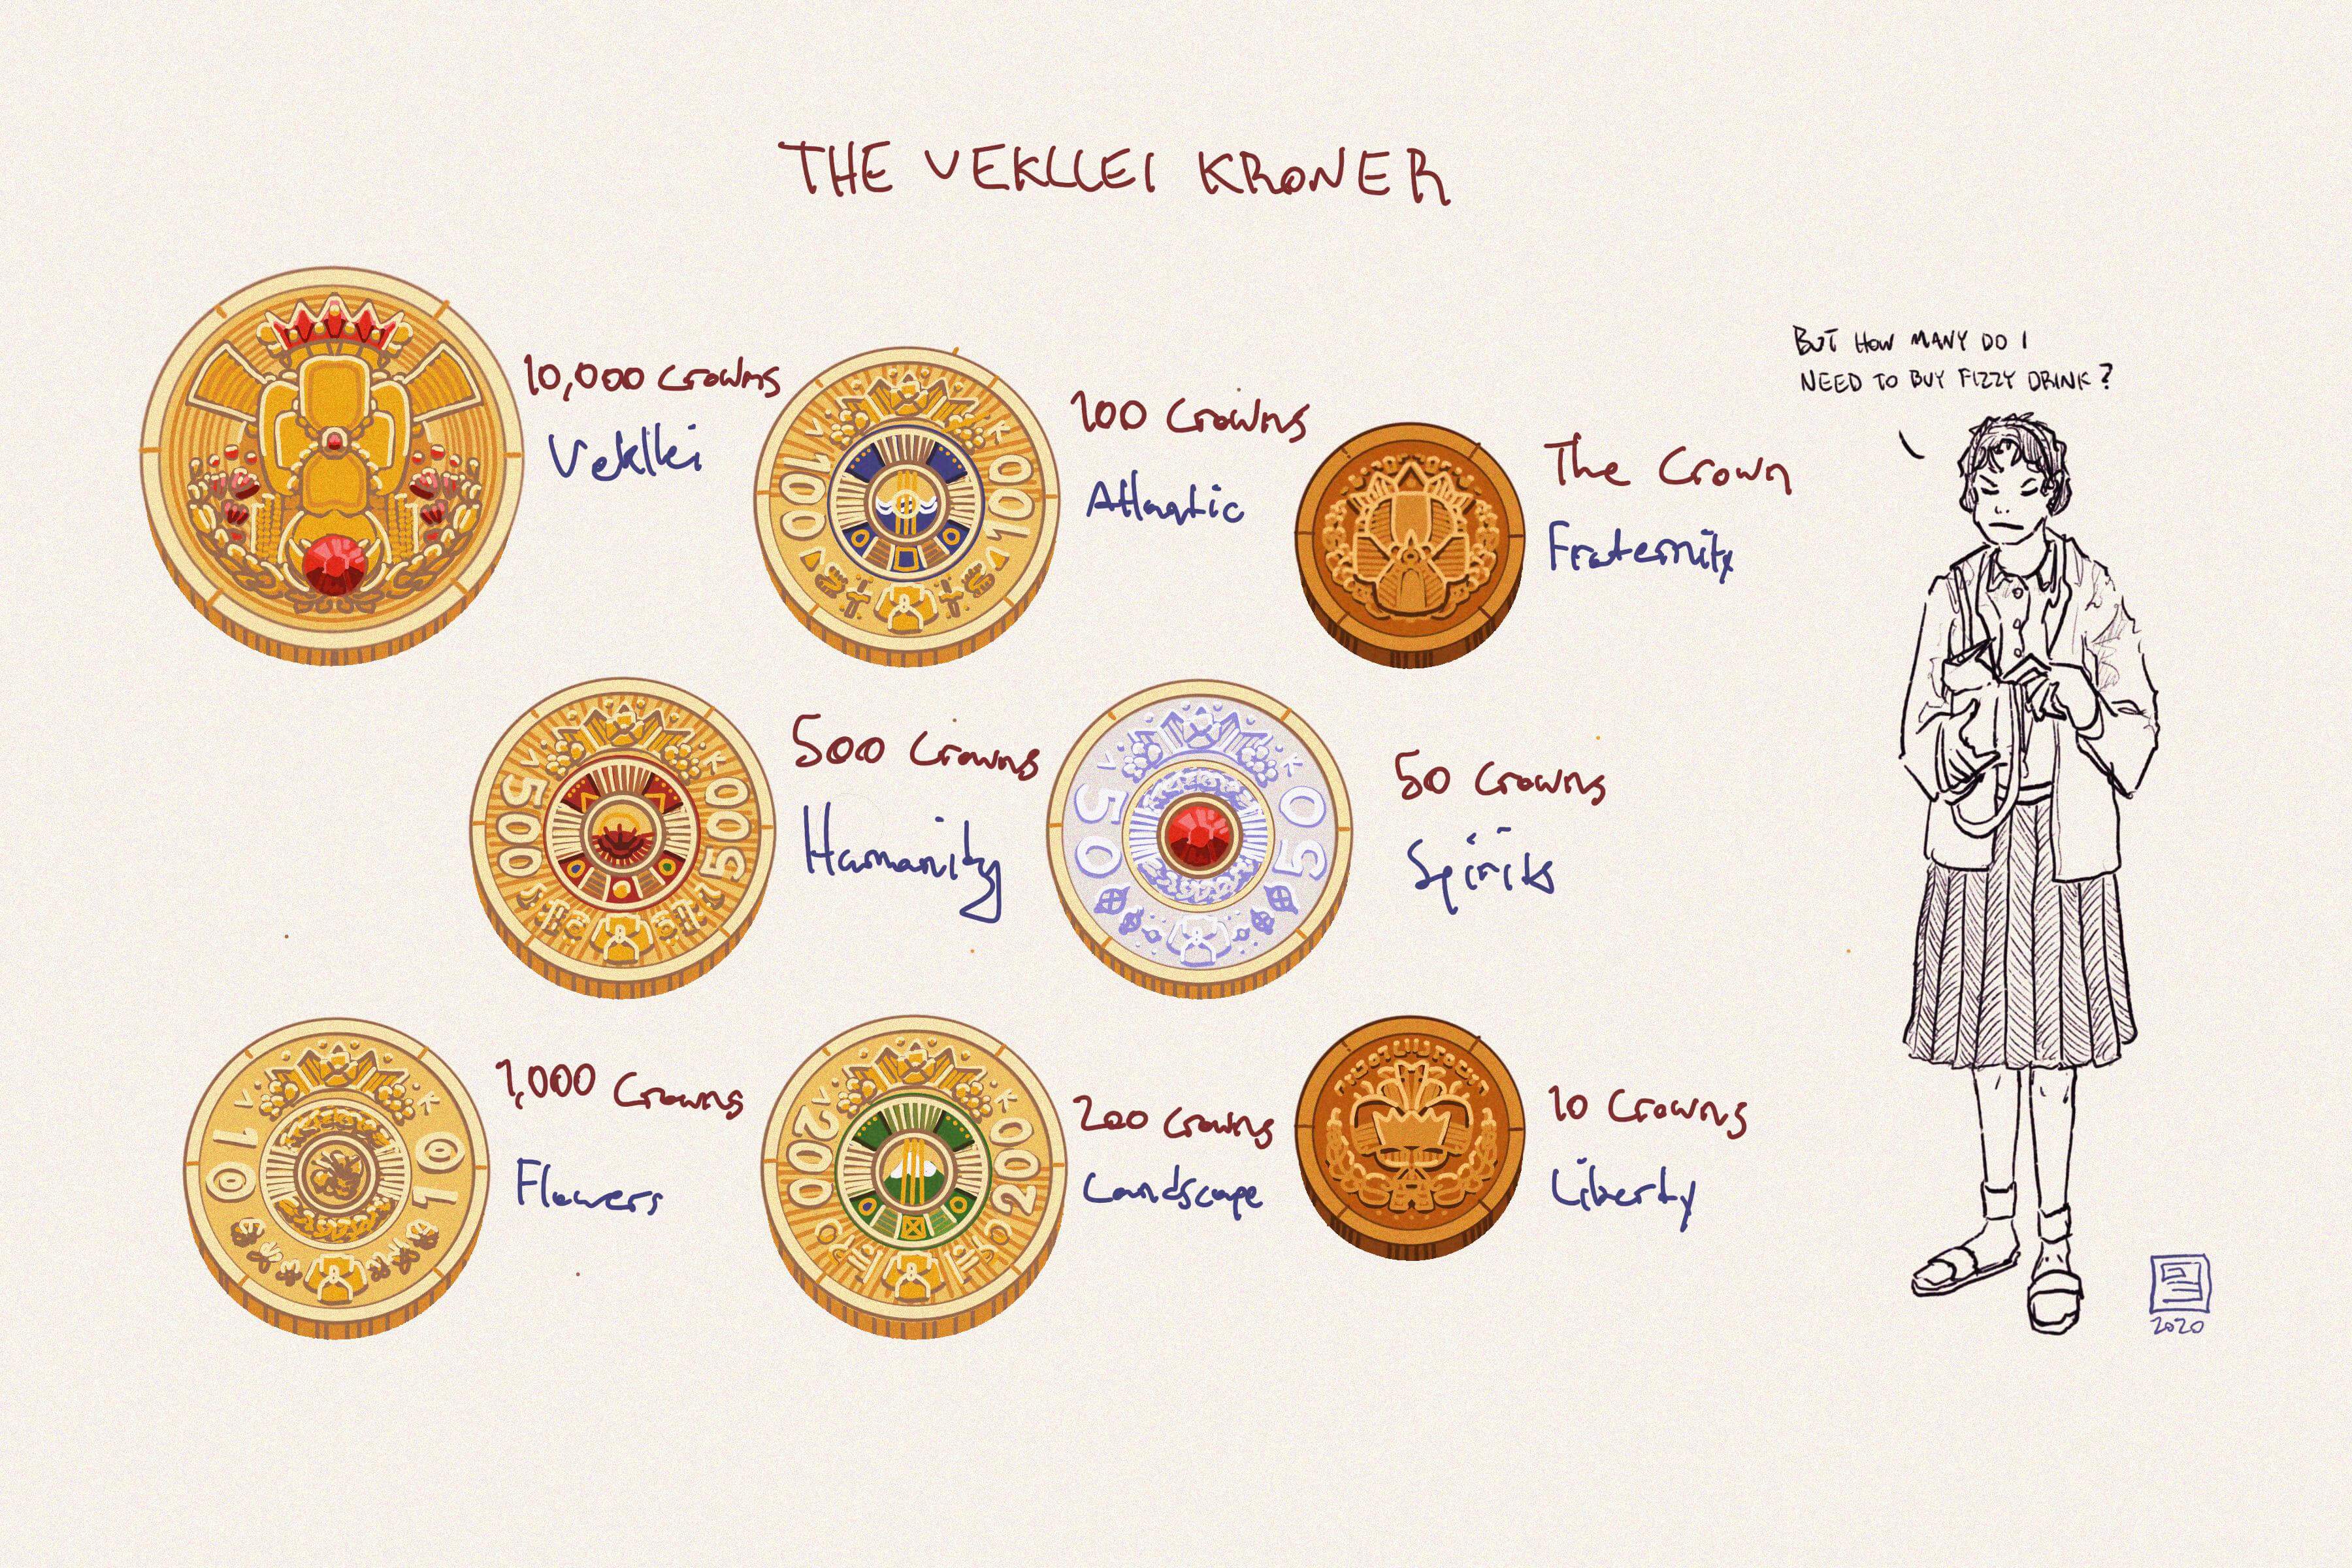 THE VEKLLEI KRONER
BUT HOW MANY DO I
NEED TO BUY FIZZY DRINK?
10,000 Crowns
Vekllei
100 Crowns
Atlantic
The Crown
Fraternity
V K
100 100
500 Crowns
Humanity
V K
500 500
50 Crowns
Spirits
V K
50 50
1,000 Crowns
Flowers
V K
10 10
200 Crowns
Landscape
V K
200 200
10 Crowns
Liberty
2020